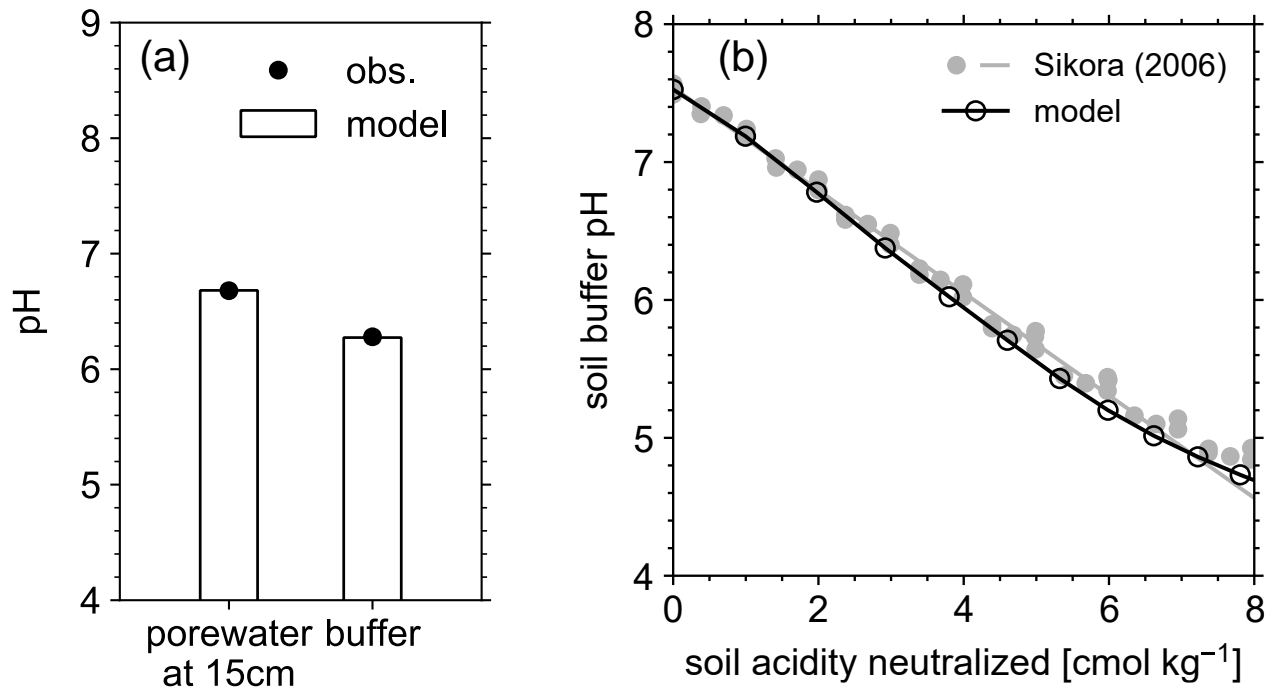 (a)
obs.
model
9
8
7
6
5
4
pH
porewater buffer
at 15cm
(b)
Sikora (2006)
model
8
7
6
5
4
soil buffer pH
0 2 4 6 8
soil acidity neutralized [cmol kg⁻¹]